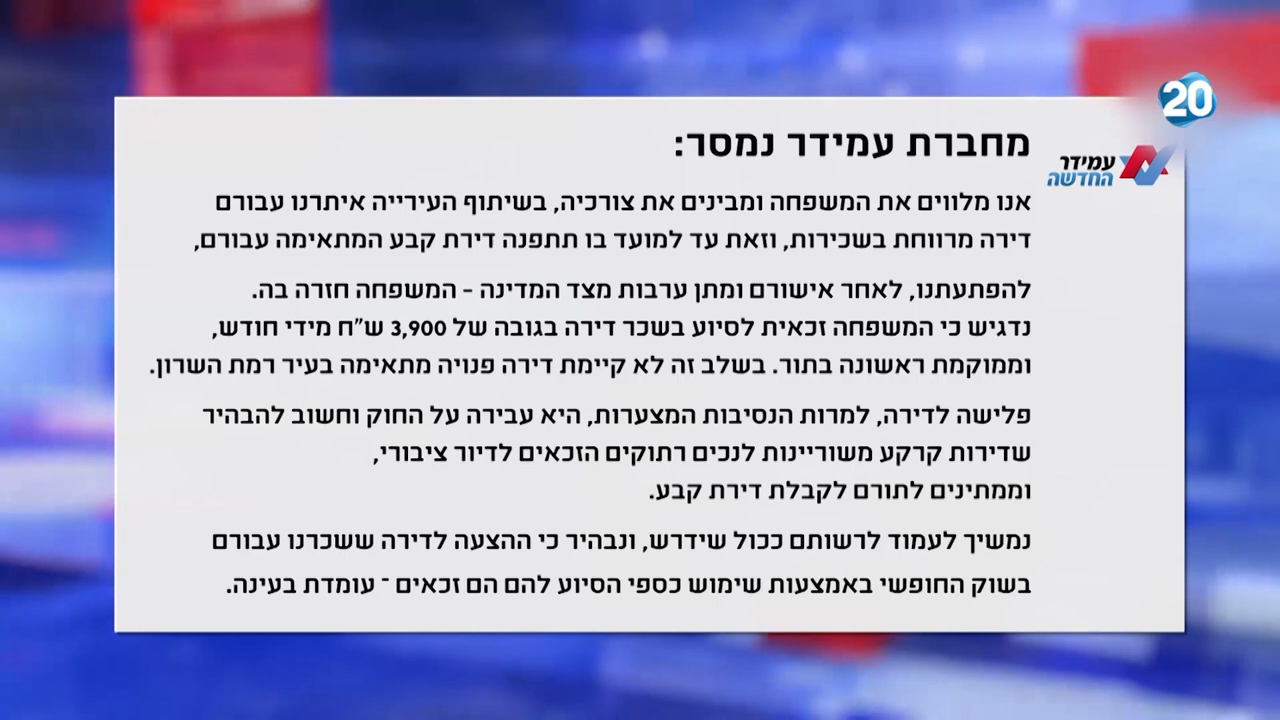 20
עמידר
החדשה
מחברת עמידר נמסר:
אנו מלווים את המשפחה ומבינים את צורכיה, בשיתוף העירייה איתרנו עבורם
דירה מרווחת בשכירות, וזאת עד למועד בו תתפנה דירת קבע המתאימה עבורם,
להפתעתנו, לאחר אישורם ומתן ערבות מצד המדינה - המשפחה חזרה בה.
נדגיש כי המשפחה זכאית לסיוע בשכר דירה בגובה של 3,900 ש"ח מידי חודש,
וממוקמת ראשונה בתור. בשלב זה לא קיימת דירה פנויה מתאימה בעיר רמת השרון.
פלישה לדירה, למרות הנסיבות המצערות, היא עבירה על החוק וחשוב להבהיר
שדירות קרקע משוריינות לנכים רתוקים הזכאים לדיור ציבורי,
וממתינים לתורם לקבלת דירת קבע.
נמשיך לעמוד לרשותם ככול שידרש, ונבהיר כי ההצעה לדירה ששכרנו עבורם
בשוק החופשי באמצעות שימוש כספי הסיוע להם הם זכאים - עומדת בעינה.